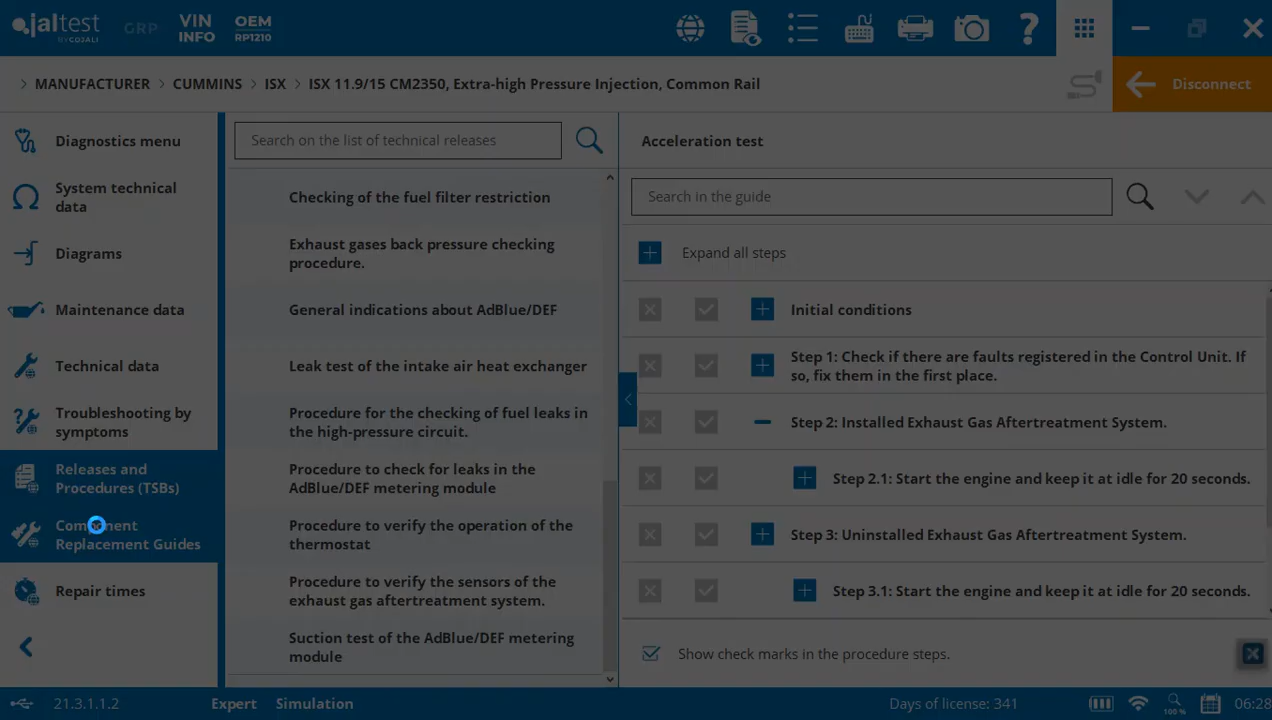 jaltest
BY COJALI
GRP
VIN
INFO
OEM
RP1210
MANUFACTURER
CUMMINS
ISX
ISX 11.9/15 CM2350, Extra-high Pressure Injection, Common Rail
Disconnect
Diagnostics menu
System technical
data
Diagrams
Maintenance data
Technical data
Troubleshooting by
symptoms
Releases and
Procedures (TSBs)
Component
Replacement Guides
Repair times
Search on the list of technical releases
Checking of the fuel filter restriction
Exhaust gases back pressure checking
procedure.
General indications about AdBlue/DEF
Leak test of the intake air heat exchanger
Procedure for the checking of fuel leaks in
the high-pressure circuit.
Procedure to check for leaks in the
AdBlue/DEF metering module
Procedure to verify the operation of the
thermostat
Procedure to verify the sensors of the
exhaust gas aftertreatment system.
Suction test of the AdBlue/DEF metering
module
Acceleration test
Search in the guide
Expand all steps
Initial conditions
Step 1: Check if there are faults registered in the Control Unit. If
so, fix them in the first place.
Step 2: Installed Exhaust Gas Aftertreatment System.
Step 2.1: Start the engine and keep it at idle for 20 seconds.
Step 3: Uninstalled Exhaust Gas Aftertreatment System.
Step 3.1: Start the engine and keep it at idle for 20 seconds.
Show check marks in the procedure steps.
21.3.1.1.2
Expert
Simulation
Days of license: 341
100 %
06:28